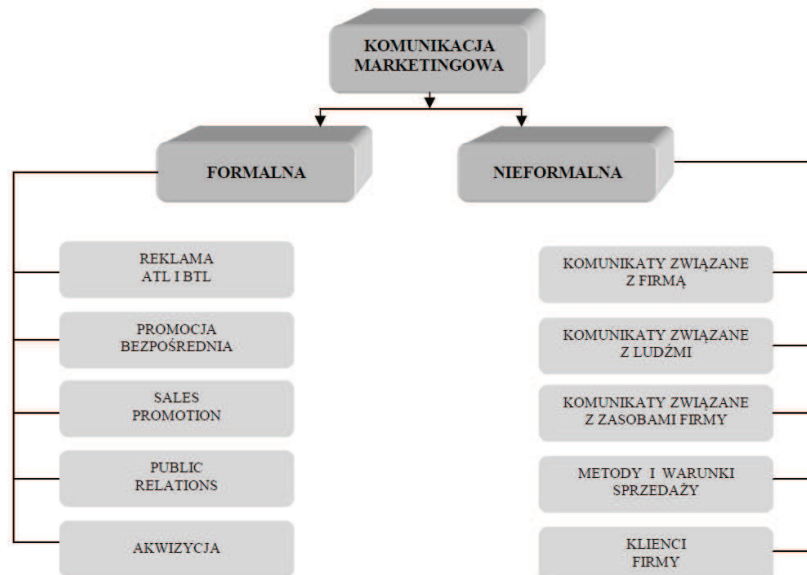 KOMUNIKACJA
MARKETINGOWA
FORMALNA
NIEFORMALNA
REKLAMA
ATL I BTL
PROMOCJA
BEZPOŚREDNIA
SALES
PROMOTION
PUBLIC
RELATIONS
AKWIZYCJA
KOMUNIKATY ZWIĄZANE
Z FIRMĄ
KOMUNIKATY ZWIĄZANE
Z LUDŹMI
KOMUNIKATY ZWIĄZANE
Z ZASOBAMI FIRMY
METODY I WARUNKI
SPRZEDAŻY
KLIENCI
FIRMY